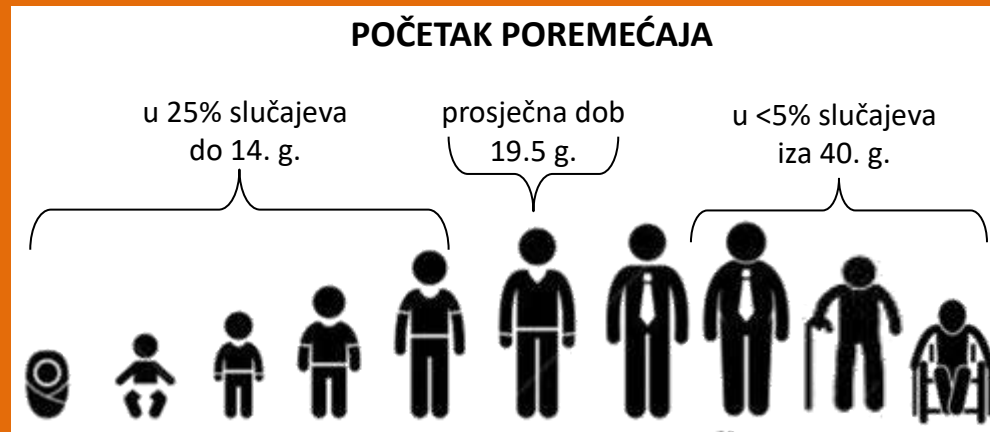 POČETAK POREMEĆAJA
u 25% slučajeva
do 14. g.
prosječna dob
19.5 g.
u <5% slučajeva
iza 40. g.